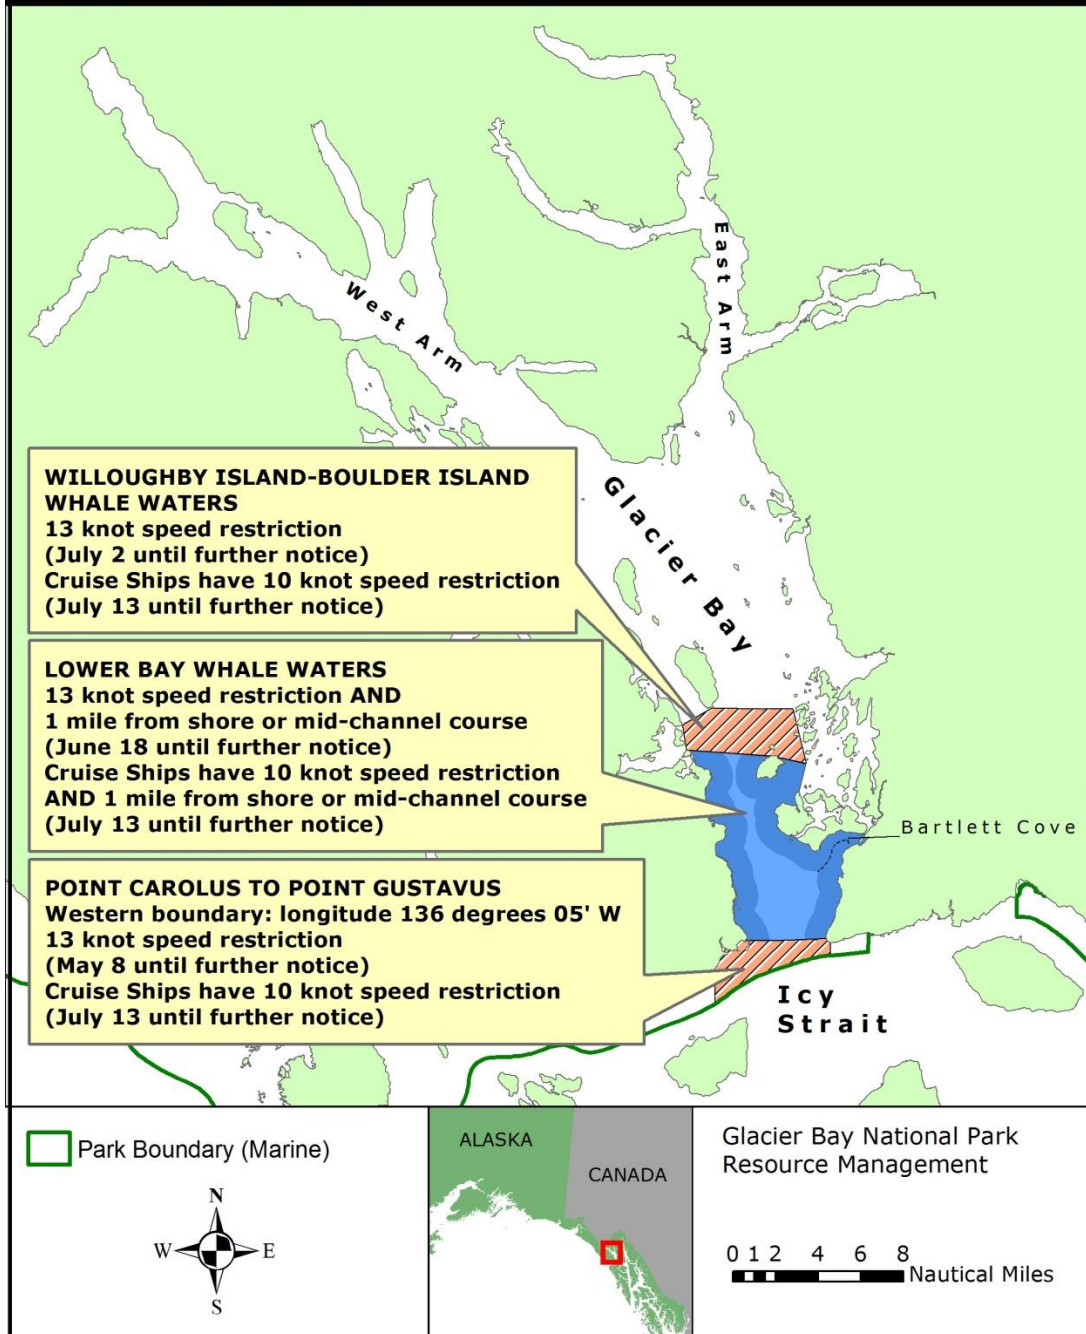 East Arm
West Arm
Glacier Bay
WILLOUGHBY ISLAND-BOULDER ISLAND
WHALE WATERS
13 knot speed restriction
(July 2 until further notice)
Cruise Ships have 10 knot speed restriction
(July 13 until further notice)
LOWER BAY WHALE WATERS
13 knot speed restriction AND
1 mile from shore or mid-channel course
(June 18 until further notice)
Cruise Ships have 10 knot speed restriction
AND 1 mile from shore or mid-channel course
(July 13 until further notice)
Bartlett Cove
POINT CAROLUS TO POINT GUSTAVUS
Western boundary: longitude 136 degrees 05' W
13 knot speed restriction
(May 8 until further notice)
Cruise Ships have 10 knot speed restriction
(July 13 until further notice)
Icy
Strait
Park Boundary (Marine)
N
W E
S
ALASKA
CANADA
Glacier Bay National Park
Resource Management
0 1 2 4 6 8
Nautical Miles